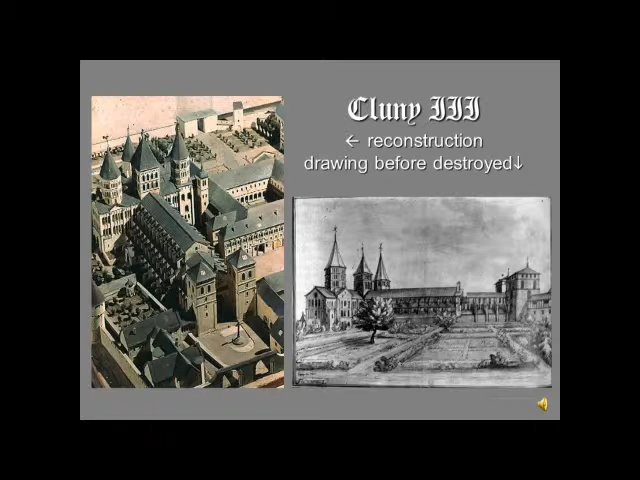 Cluny III
← reconstruction
drawing before destroyed↓